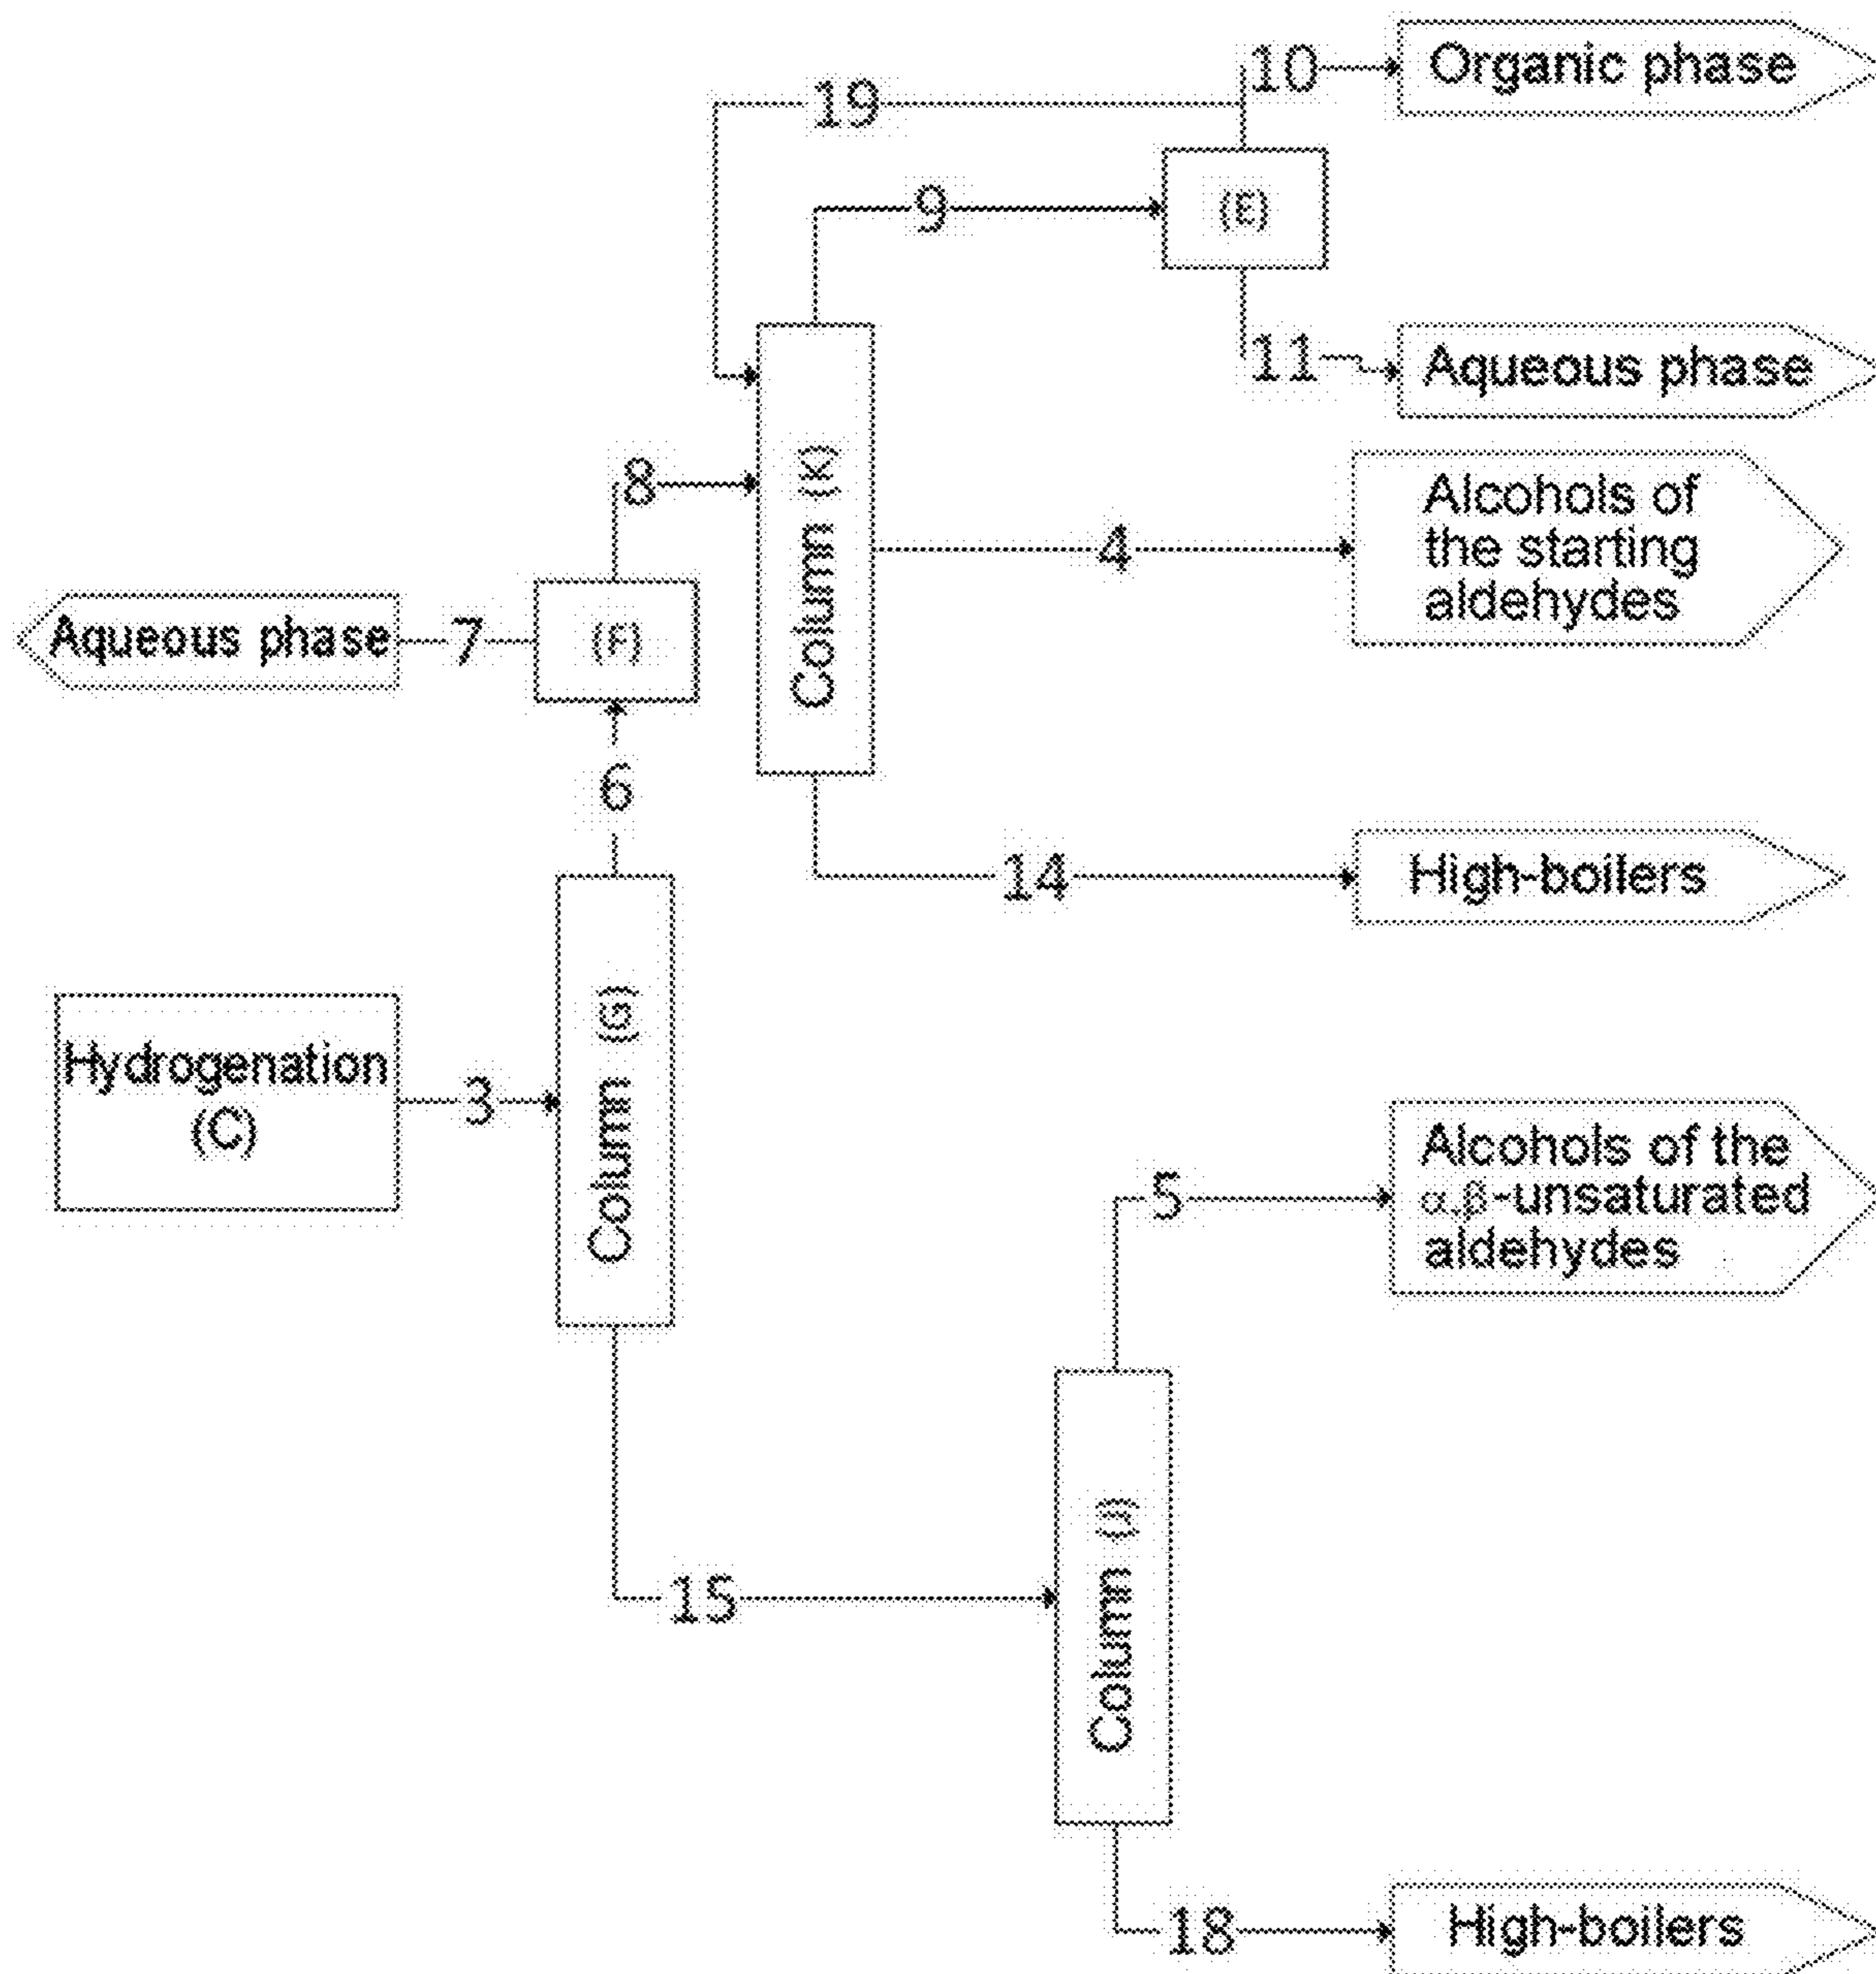 10
Organic phase
19
9
(E)
11
Aqueous phase
8
Column (K)
4
Alcohols of
the starting
aldehydes
Aqueous phase
7
(F)
6
14
High-boilers
Hydrogenation
(C)
3
Column (G)
5
Alcohols of the
α,β-unsaturated
aldehydes
15
Column (J)
18
High-boilers